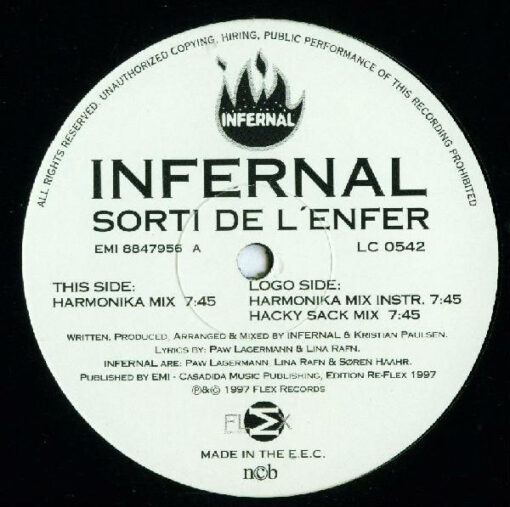 ALL RIGHTS RESERVED. UNAUTHORIZED COPYING, HIRING, PUBLIC PERFORMANCE OF THIS RECORDING PROHIBITED
INFERNAL
INFERNAL
SORTI DE L´ENFER
EMI 8847956 A LC 0542
THIS SIDE:
HARMONIKA MIX 7:45
LOGO SIDE:
HARMONIKA MIX INSTR. 7:45
HACKY SACK MIX 7:45
WRITTEN, PRODUCED, ARRANGED & MIXED BY INFERNAL & KRISTIAN PAULSEN.
LYRICS BY: PAW LAGERMANN & LINA RAFN.
INFERNAL ARE: PAW LAGERMANN, LINA RAFN & SØREN HAAHR.
PUBLISHED BY EMI - CASADIDA MUSIC PUBLISHING, EDITION RE-FLEX 1997
℗&© 1997 FLEX RECORDS
FLEX
MADE IN THE E.E.C.
n©b